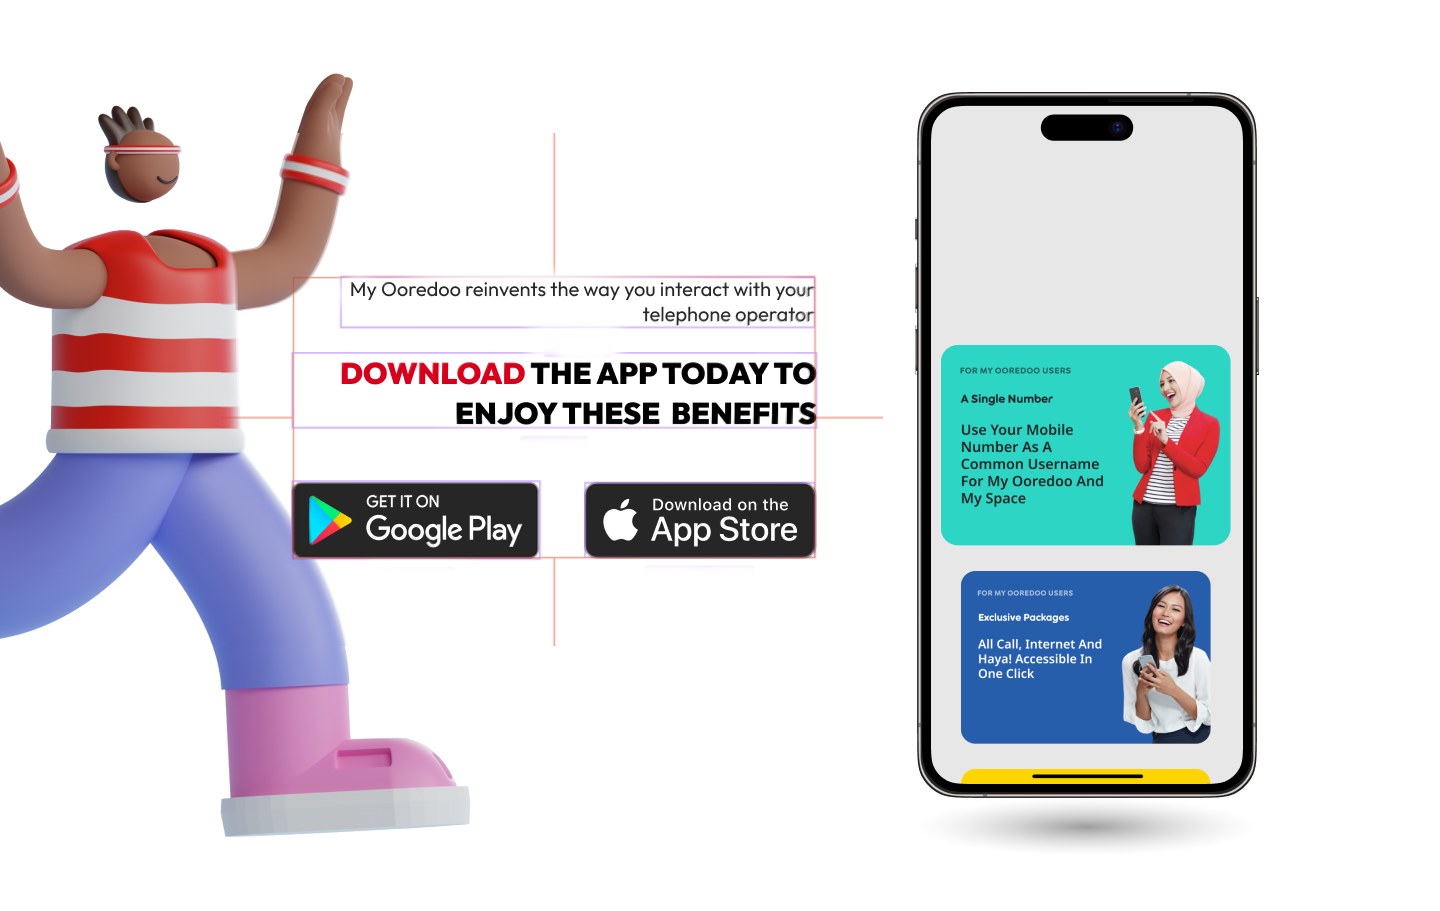 My Ooredoo reinvents the way you interact with your
telephone operator
DOWNLOAD THE APP TODAY TO
ENJOY THESE BENEFITS
GET IT ON
Google Play
Download on the
App Store
FOR MY OOREDOO USERS
A Single Number
Use Your Mobile
Number As A
Common Username
For My Ooredoo And
My Space
FOR MY OOREDOO USERS
Exclusive Packages
All Call, Internet And
Haya! Accessible In
One Click